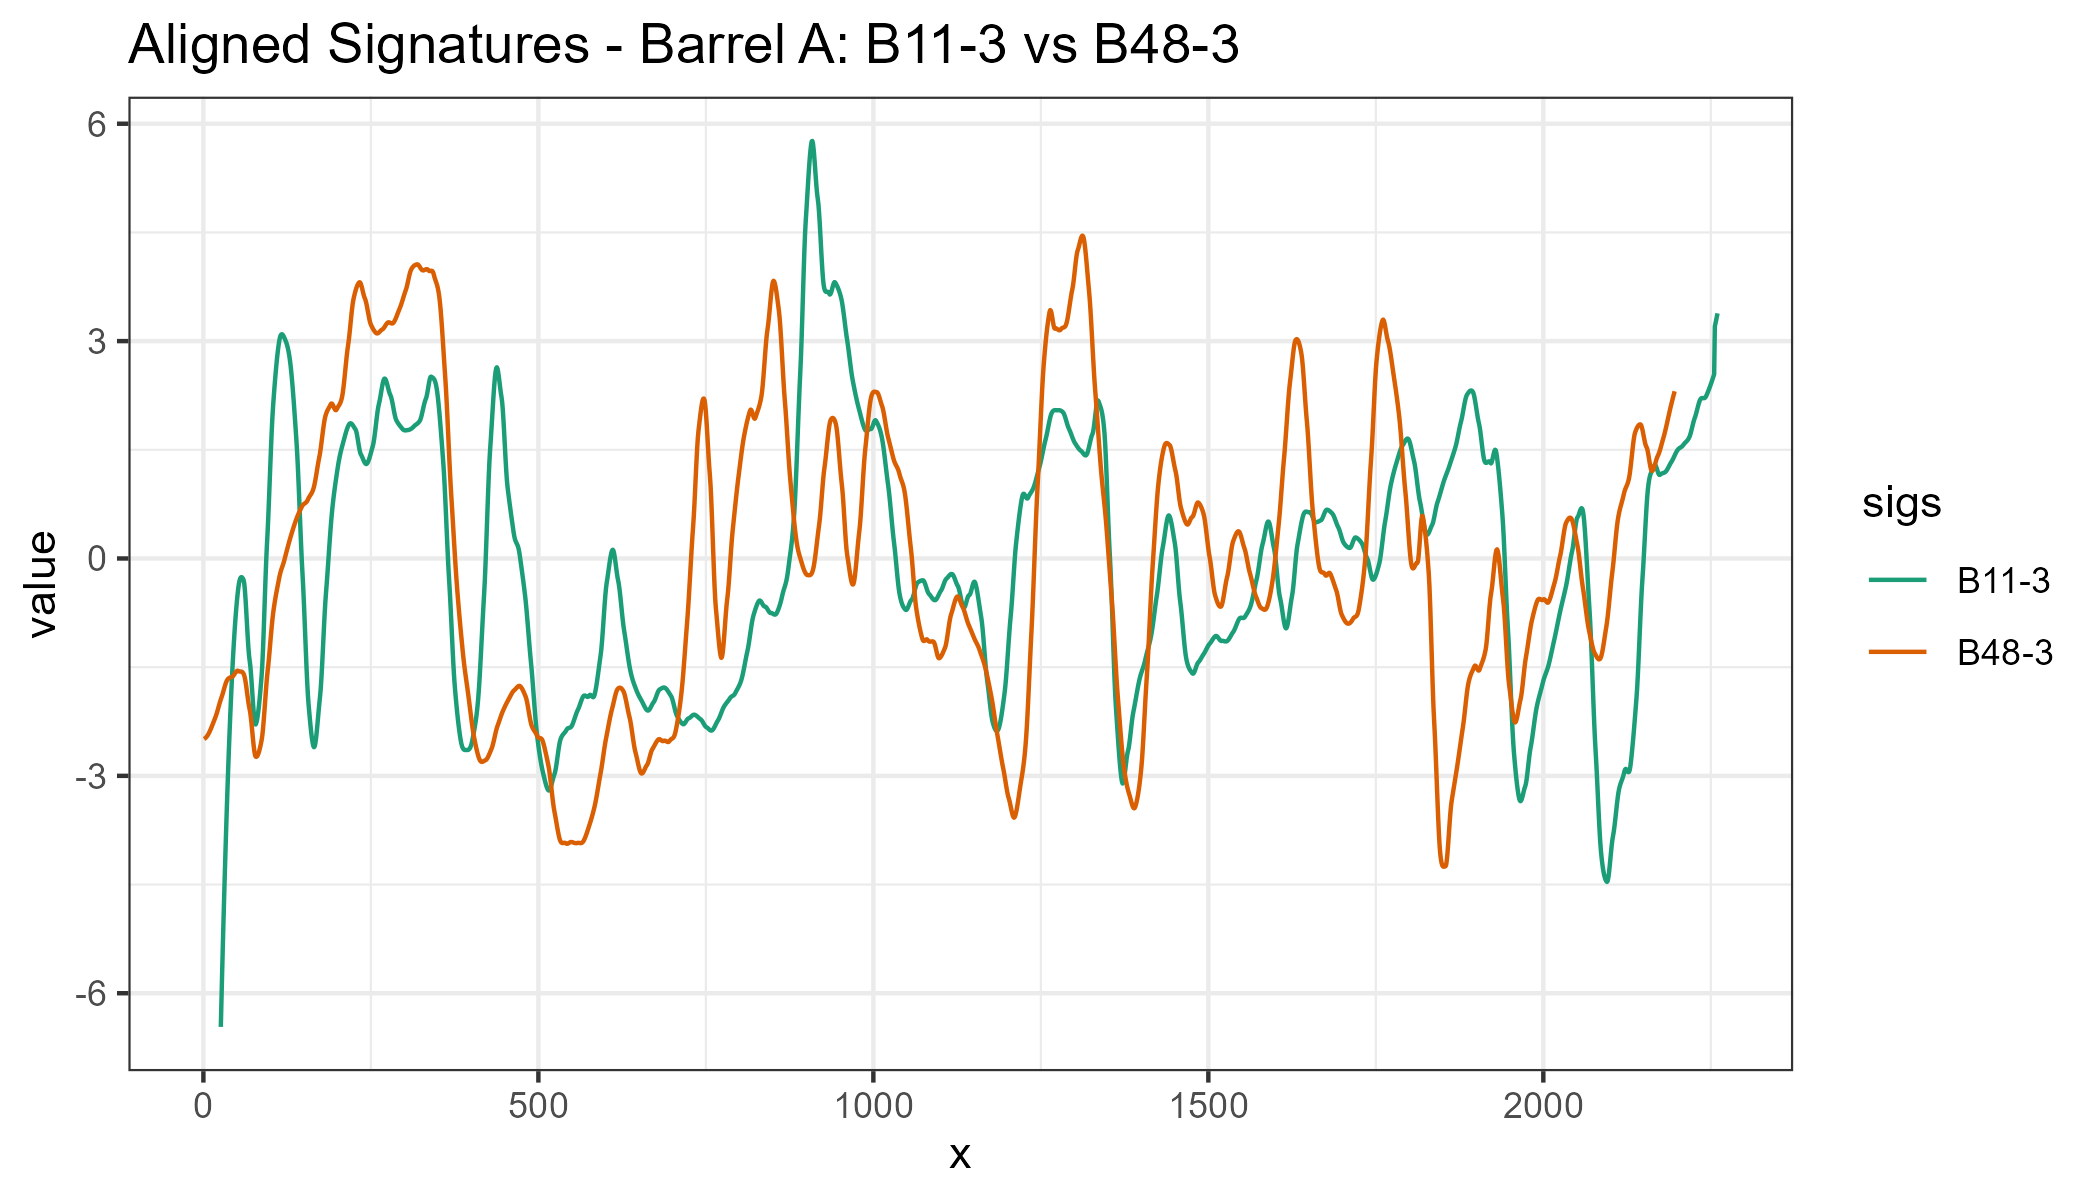 Aligned Signatures - Barrel A: B11-3 vs B48-3
6
3
0
-3
-6
value
0 500 1000 1500 2000
x
sigs
B11-3
B48-3